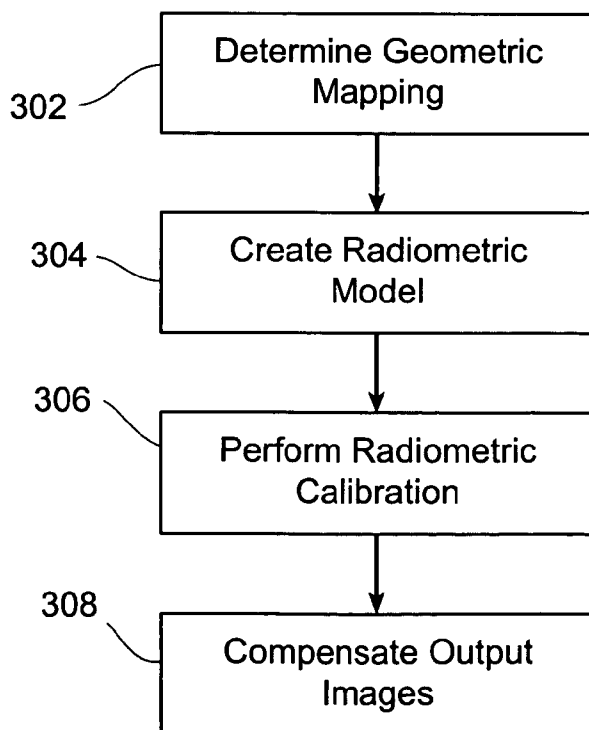 302
Determine Geometric
Mapping
304
Create Radiometric
Model
306
Perform Radiometric
Calibration
308
Compensate Output
Images